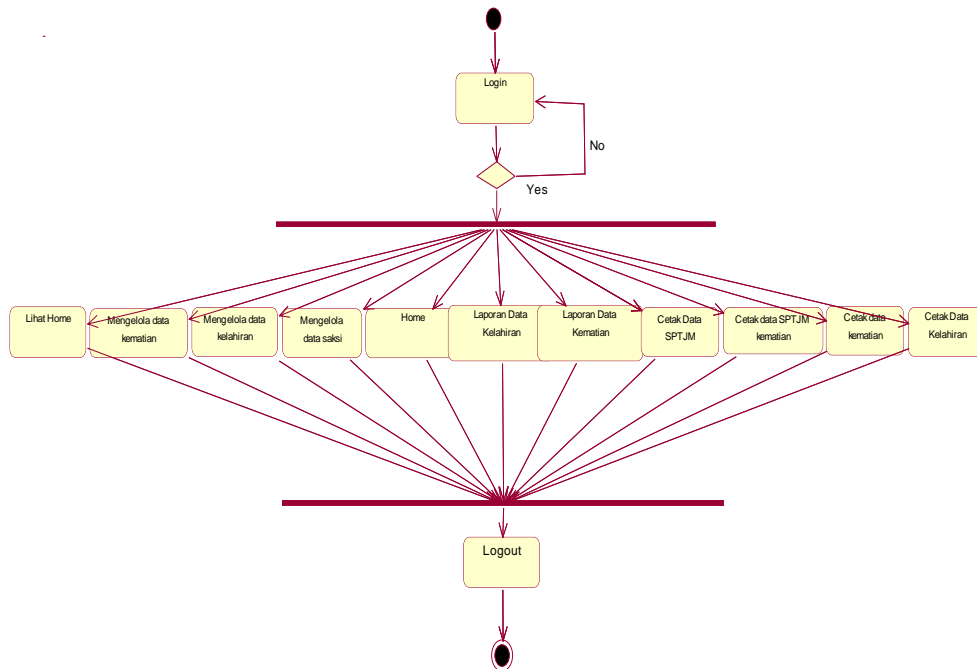 Login
No
Yes
Lihat Home
Mengelola data
kematian
Mengelola data
kelahiran
Mengelola
data saksi
Home
Laporan Data
Kelahiran
Laporan Data
Kematian
Cetak Data
SPTJM
Cetak data SPTJM
kematian
Cetak data
kematian
Cetak Data
Kelahiran
Logout